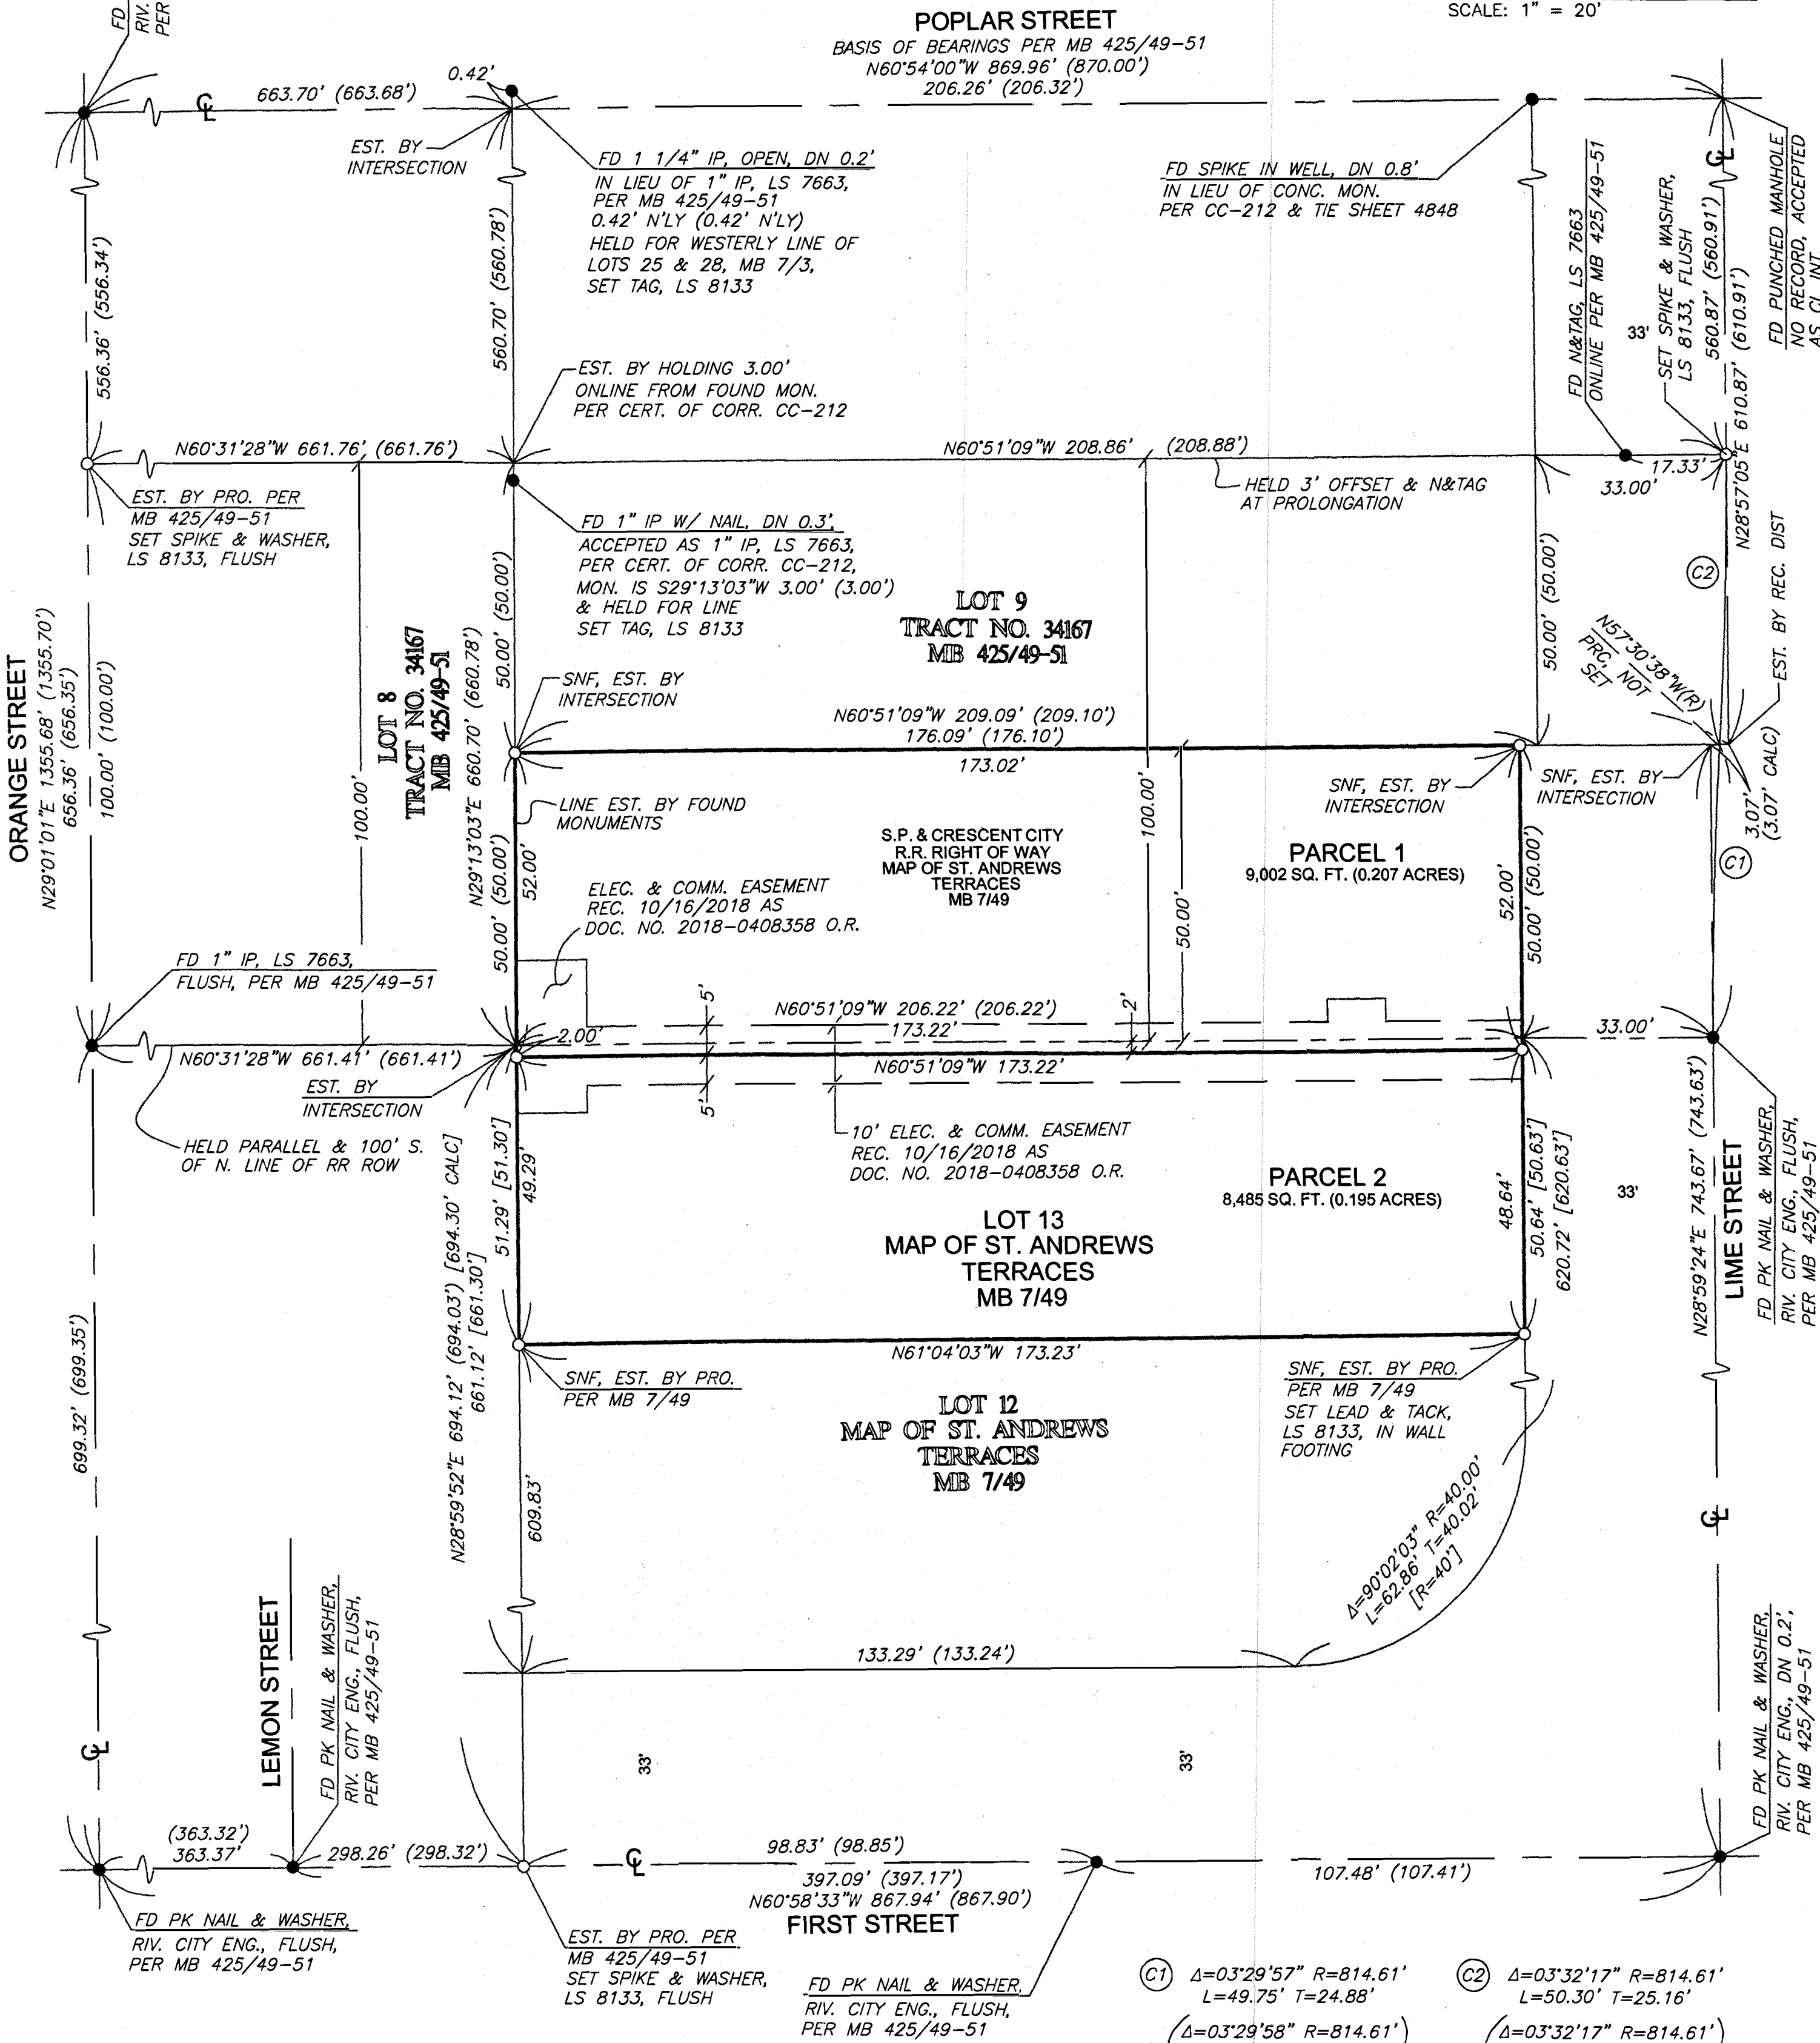 SCALE: 1" = 20'
FD
RIV.
PER
POPLAR STREET
BASIS OF BEARINGS PER MB 425/49-51
N60°54'00"W 869.96' (870.00')
206.26' (206.32')
663.70' (663.68')
0.42'
℄
EST. BY
INTERSECTION
FD 1 1/4" IP, OPEN, DN 0.2'
IN LIEU OF 1" IP, LS 7663,
PER MB 425/49-51
0.42' N'LY (0.42' N'LY)
HELD FOR WESTERLY LINE OF
LOTS 25 & 28, MB 7/3,
SET TAG, LS 8133
FD SPIKE IN WELL, DN 0.8'
IN LIEU OF CONC. MON.
PER CC-212 & TIE SHEET 4848
FD N&TAG, LS 7663
ONLINE PER MB 425/49-51
33'
SET SPIKE & WASHER,
LS 8133, FLUSH
560.87' (560.91')
℄
N28°57'05"E 610.87' (610.91')
FD PUNCHED MANHOLE
NO RECORD, ACCEPTED
AS CL INT.
556.36' (556.34')
560.70' (560.78')
EST. BY HOLDING 3.00'
ONLINE FROM FOUND MON.
PER CERT. OF CORR. CC-212
N60°31'28"W 661.76' (661.76')
N60°51'09"W 208.86' (208.88')
17.33'
33.00'
HELD 3' OFFSET & N&TAG
AT PROLONGATION
EST. BY PRO. PER
MB 425/49-51
SET SPIKE & WASHER,
LS 8133, FLUSH
FD 1" IP W/ NAIL, DN 0.3',
ACCEPTED AS 1" IP, LS 7663,
PER CERT. OF CORR. CC-212,
MON. IS S29°13'03"W 3.00' (3.00')
& HELD FOR LINE
SET TAG, LS 8133
LOT 9
TRACT NO. 34167
MB 425/49-51
50.00' (50.00')
50.00' (50.00')
C2
EST. BY REC. DIST
N57°30'38"W(R)
PRC, NOT
SET
ORANGE STREET
N29°01'01"E 1355.68' (1355.70')
656.36' (656.35')
100.00' (100.00')
100.00'
LOT 8
TRACT NO. 34167
MB 425/49-51
N29°13'03"E 660.70' (660.78')
SNF, EST. BY
INTERSECTION
N60°51'09"W 209.09' (209.10')
176.09' (176.10')
173.02'
SNF, EST. BY
INTERSECTION
SNF, EST. BY
INTERSECTION
3.07'
(3.07' CALC)
C1
LINE EST. BY FOUND
MONUMENTS
50.00' (50.00')
52.00'
100.00'
50.00'
S.P. & CRESCENT CITY
R.R. RIGHT OF WAY
MAP OF ST. ANDREWS
TERRACES
MB 7/49
PARCEL 1
9,002 SQ. FT. (0.207 ACRES)
52.00'
50.00' (50.00')
ELEC. & COMM. EASEMENT
REC. 10/16/2018 AS
DOC. NO. 2018-0408358 O.R.
FD 1" IP, LS 7663,
FLUSH, PER MB 425/49-51
5'
N60°51'09"W 206.22' (206.22')
173.22'
2'
2.00'
33.00'
N60°31'28"W 661.41' (661.41')
N60°51'09"W 173.22'
EST. BY
INTERSECTION
5'
HELD PARALLEL & 100' S.
OF N. LINE OF RR ROW
10' ELEC. & COMM. EASEMENT
REC. 10/16/2018 AS
DOC. NO. 2018-0408358 O.R.
N28°59'52"E 694.12' (694.03') [694.30' CALC]
661.12' [661.30']
51.29' [51.30']
49.29'
PARCEL 2
8,485 SQ. FT. (0.195 ACRES)
48.64'
50.64' [50.63']
620.72' [620.63']
33'
N28°59'24"E 743.67' (743.63')
LIME STREET
FD PK NAIL & WASHER,
RIV. CITY ENG., FLUSH,
PER MB 425/49-51
LOT 13
MAP OF ST. ANDREWS
TERRACES
MB 7/49
N61°04'03"W 173.23'
SNF, EST. BY PRO.
PER MB 7/49
SNF, EST. BY PRO.
PER MB 7/49
SET LEAD & TACK,
LS 8133, IN WALL
FOOTING
LOT 12
MAP OF ST. ANDREWS
TERRACES
MB 7/49
699.32' (699.35')
609.83'
Δ=90°02'03" R=40.00'
L=62.86' T=40.02'
[R=40']
℄
133.29' (133.24')
LEMON STREET
FD PK NAIL & WASHER,
RIV. CITY ENG., FLUSH,
PER MB 425/49-51
℄
33'
33'
FD PK NAIL & WASHER,
RIV. CITY ENG., DN 0.2',
PER MB 425/49-51
(363.32')
363.37'
298.26' (298.32')
℄
98.83' (98.85')
397.09' (397.17')
N60°58'33"W 867.94' (867.90')
107.48' (107.41')
FIRST STREET
FD PK NAIL & WASHER,
RIV. CITY ENG., FLUSH,
PER MB 425/49-51
EST. BY PRO. PER
MB 425/49-51
SET SPIKE & WASHER,
LS 8133, FLUSH
FD PK NAIL & WASHER,
RIV. CITY ENG., FLUSH,
PER MB 425/49-51
C1 Δ=03°29'57" R=814.61'
L=49.75' T=24.88'
(Δ=03°29'58" R=814.61')
C2 Δ=03°32'17" R=814.61'
L=50.30' T=25.16'
(Δ=03°32'17" R=814.61')